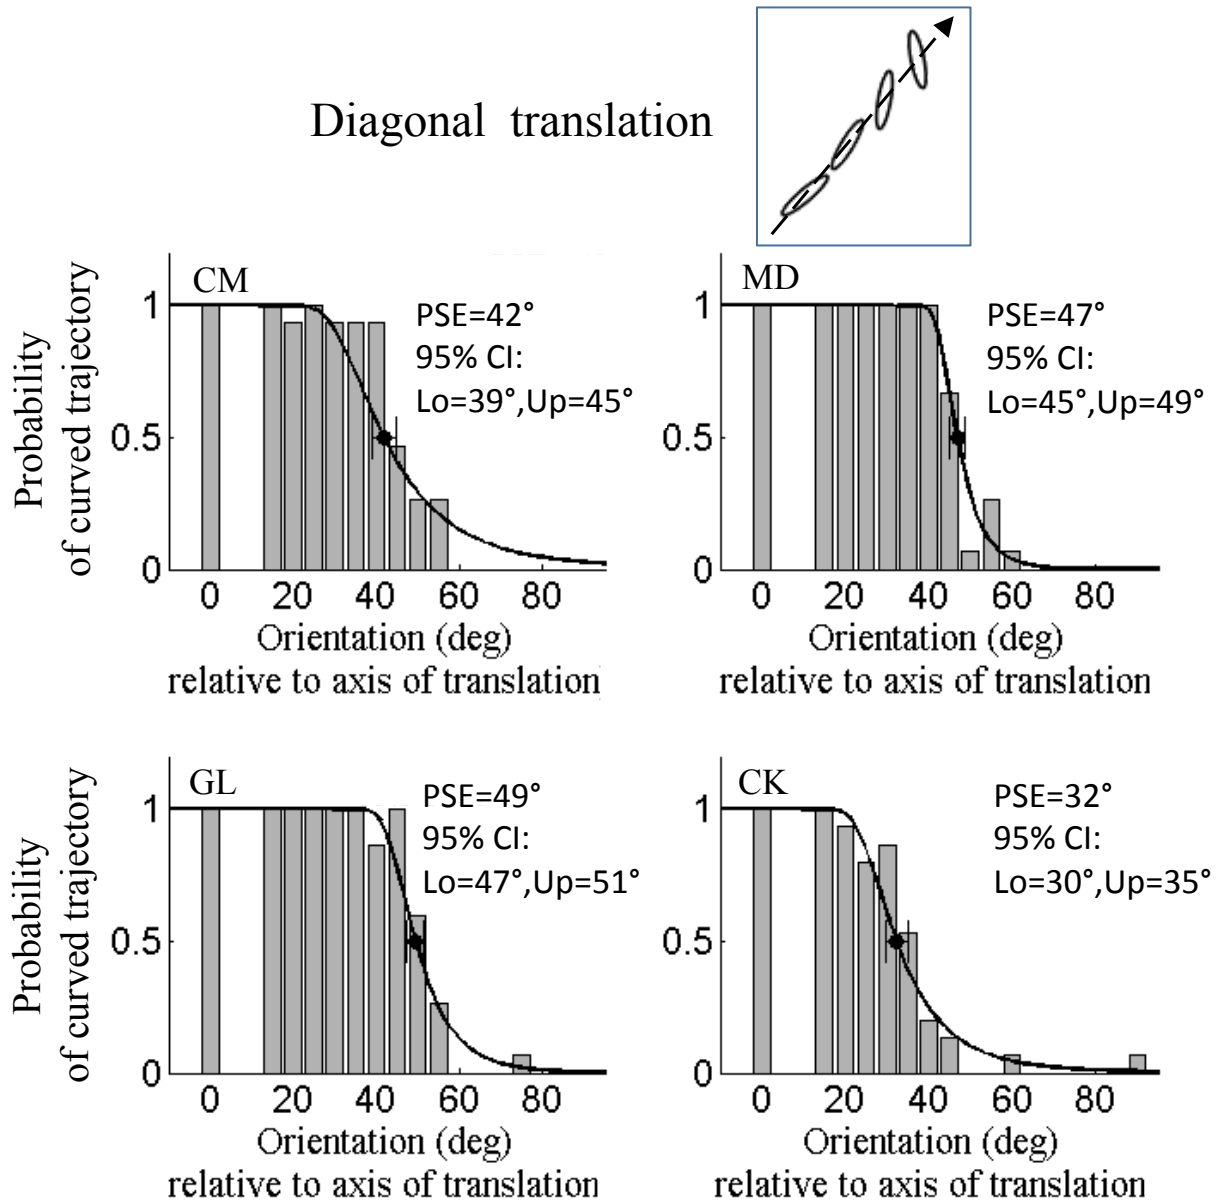 Diagonal translation
Probability
of curved trajectory
CM
PSE=42°
95% CI:
Lo=39°,Up=45°
1
0.5
0
0 20 40 60 80
Orientation (deg)
relative to axis of translation
MD
PSE=47°
95% CI:
Lo=45°,Up=49°
1
0.5
0
0 20 40 60 80
Orientation (deg)
relative to axis of translation
Probability
of curved trajectory
GL
PSE=49°
95% CI:
Lo=47°,Up=51°
1
0.5
0
0 20 40 60 80
Orientation (deg)
relative to axis of translation
CK
PSE=32°
95% CI:
Lo=30°,Up=35°
1
0.5
0
0 20 40 60 80
Orientation (deg)
relative to axis of translation